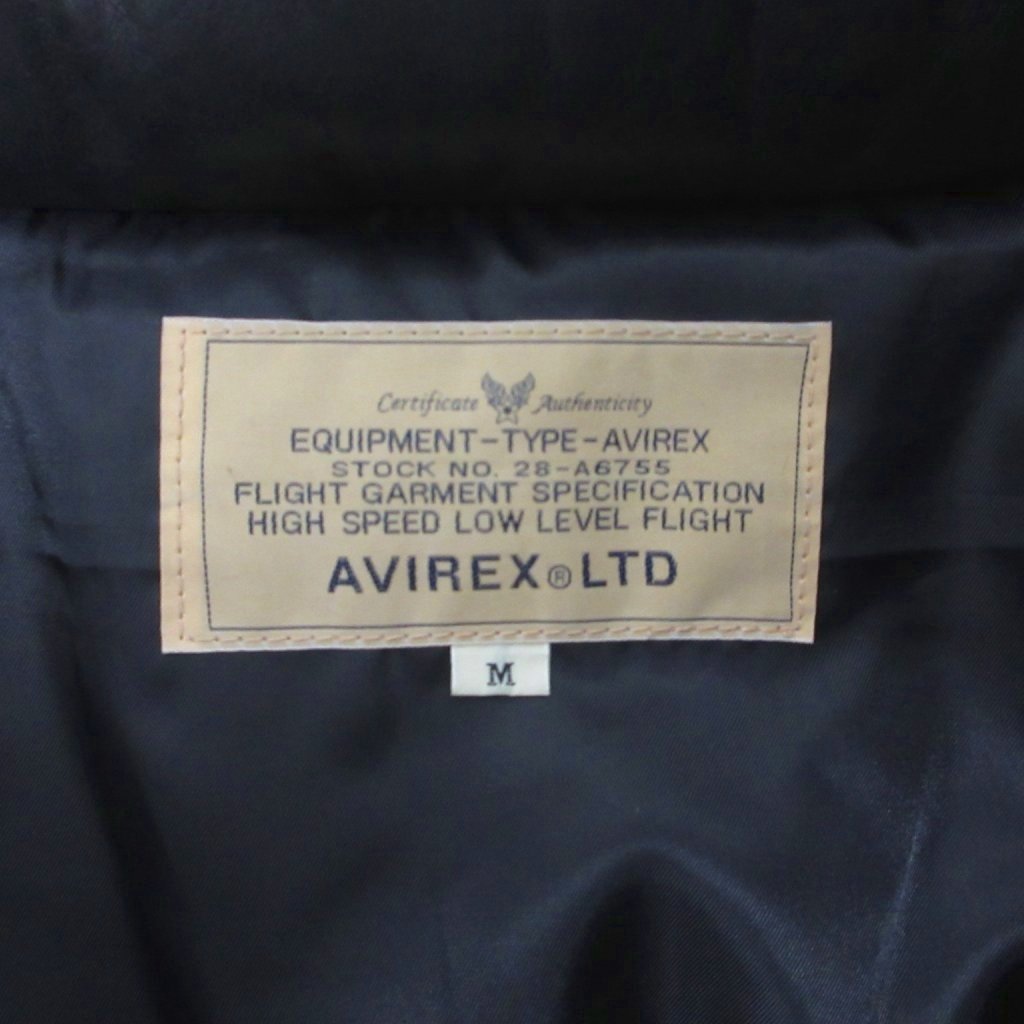 Certificate Authenticity
EQUIPMENT-TYPE-AVIREX
STOCK NO. 28-A6755
FLIGHT GARMENT SPECIFICATION
HIGH SPEED LOW LEVEL FLIGHT
AVIREX®LTD
M